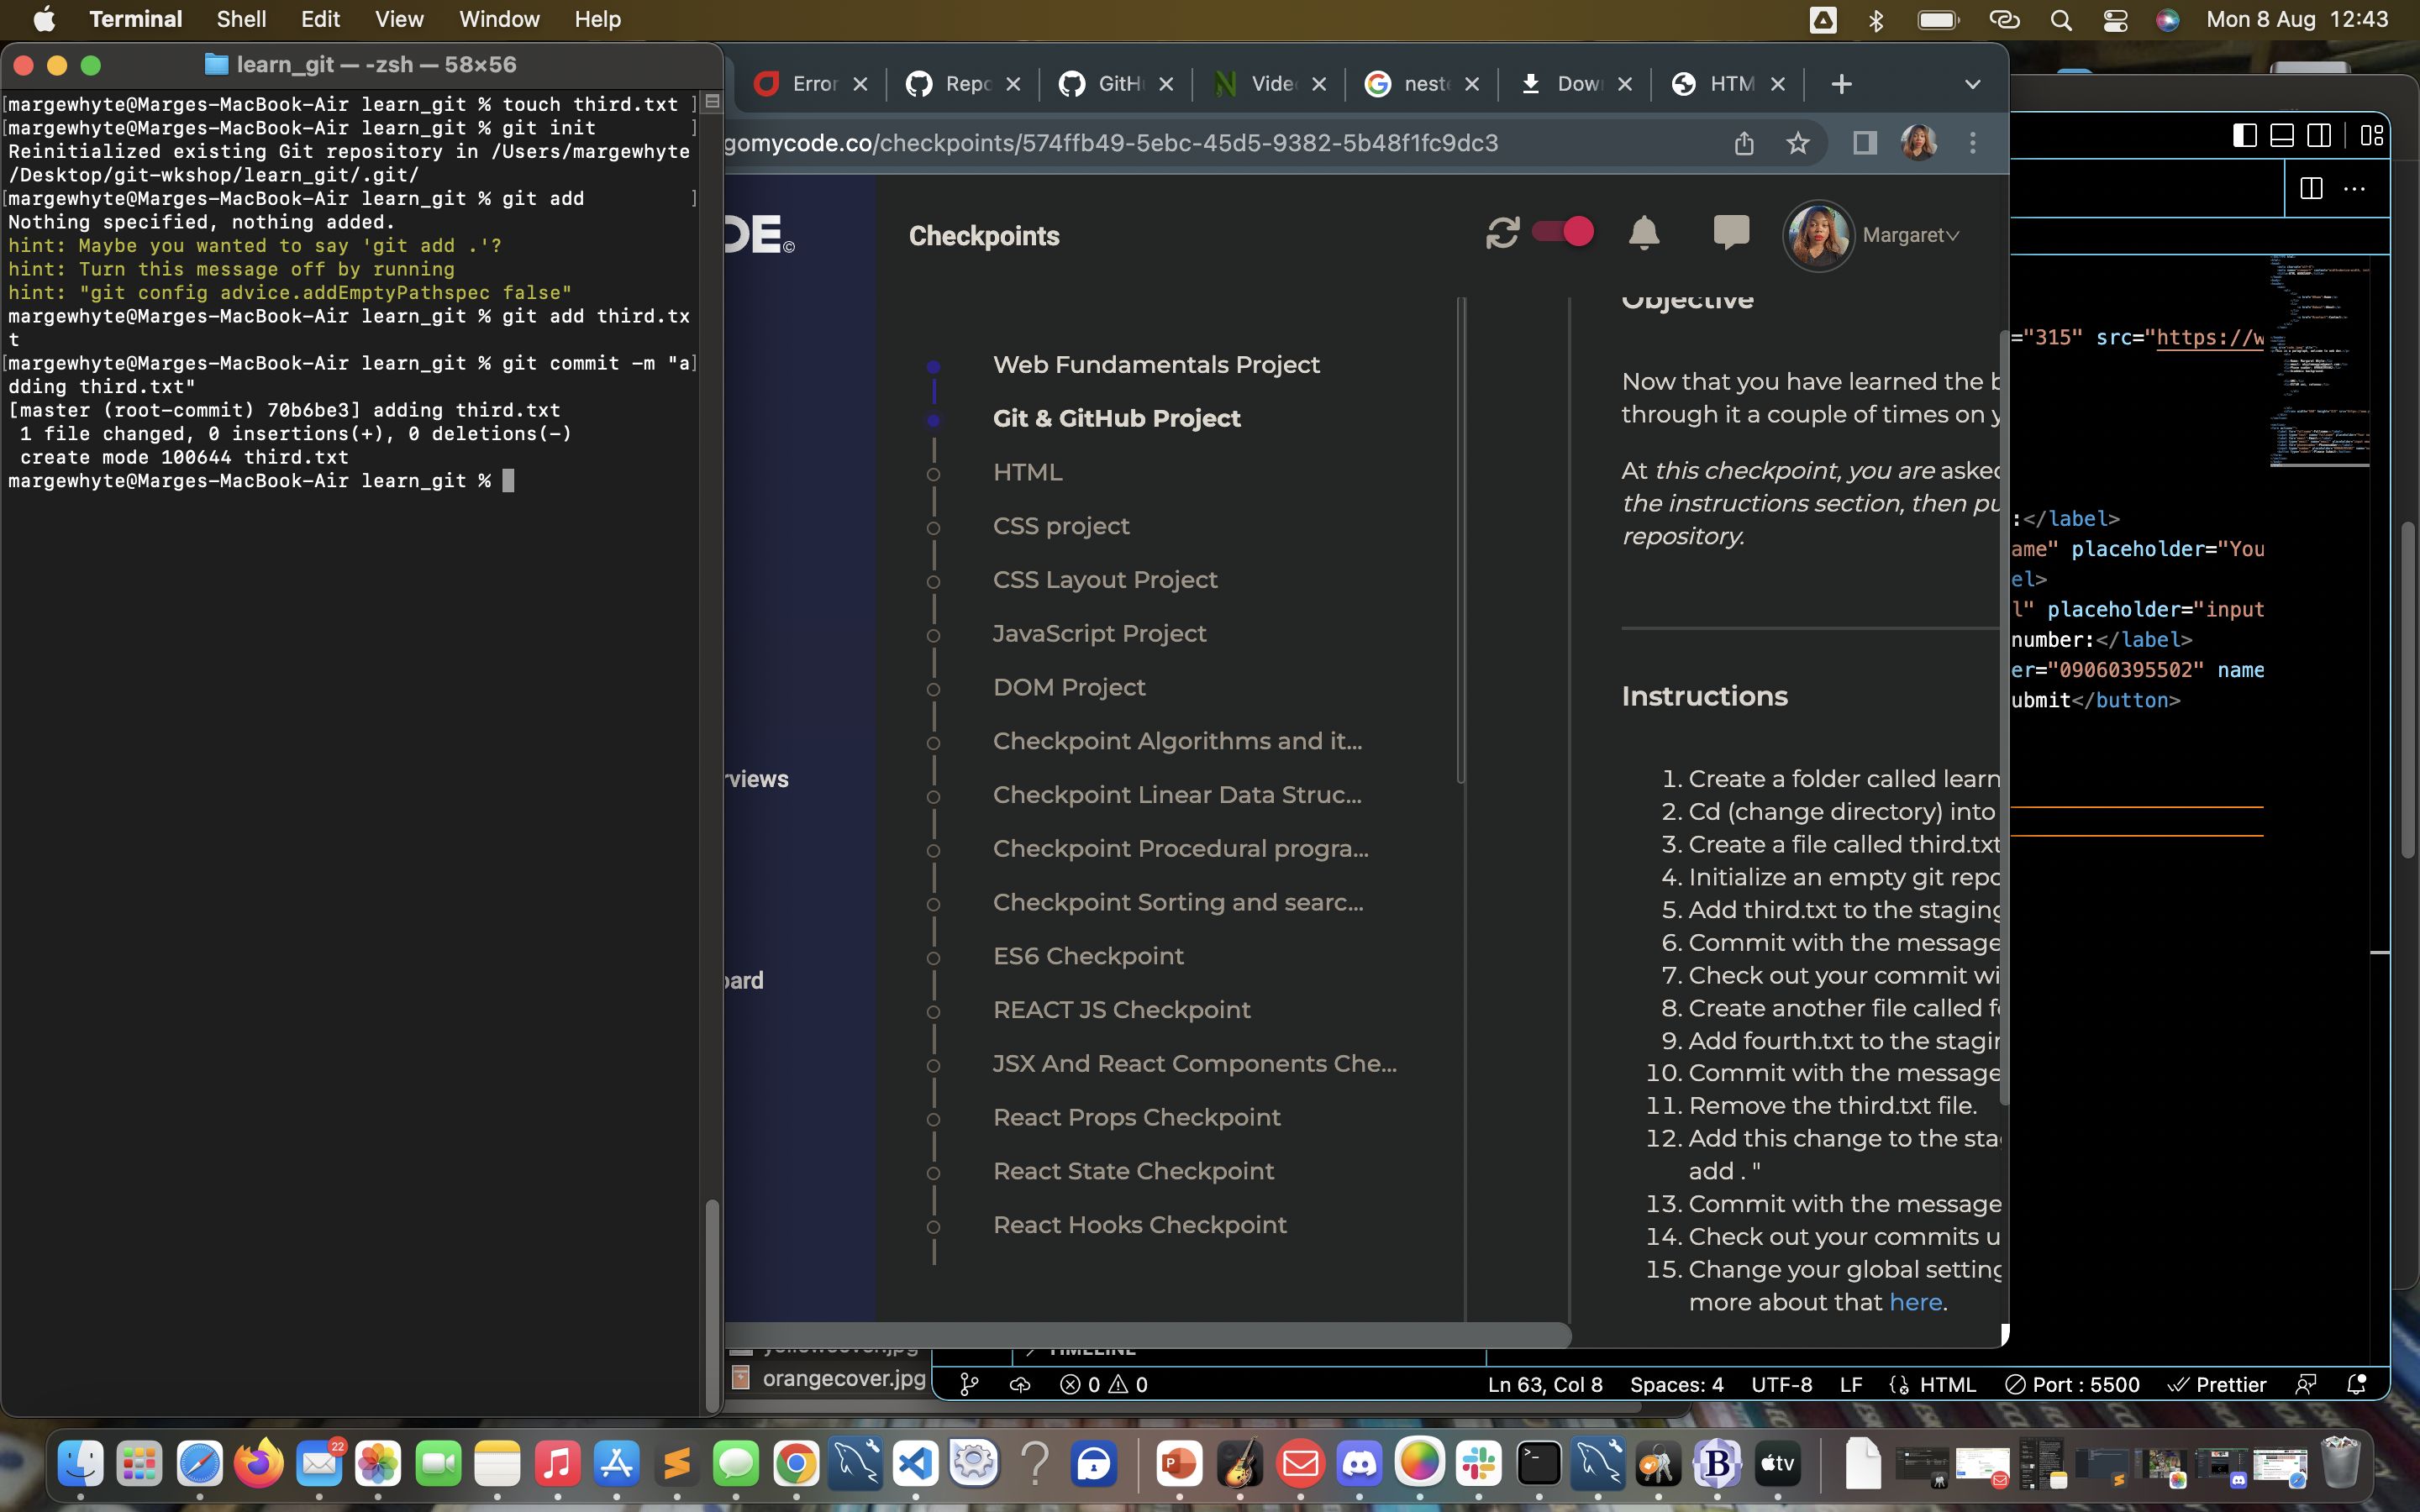 Terminal Shell Edit View Window Help Mon 8 Aug 12:43
learn_git — -zsh — 58×56
[margewhyte@Marges-MacBook-Air learn_git % touch third.txt ]
[margewhyte@Marges-MacBook-Air learn_git % git init ]
Reinitialized existing Git repository in /Users/margewhyte
/Desktop/git-wkshop/learn_git/.git/
[margewhyte@Marges-MacBook-Air learn_git % git add ]
Nothing specified, nothing added.
hint: Maybe you wanted to say 'git add .'?
hint: Turn this message off by running
hint: "git config advice.addEmptyPathspec false"
margewhyte@Marges-MacBook-Air learn_git % git add third.tx
t
[margewhyte@Marges-MacBook-Air learn_git % git commit -m "a]
dding third.txt"
[master (root-commit) 70b6be3] adding third.txt
1 file changed, 0 insertions(+), 0 deletions(-)
create mode 100644 third.txt
margewhyte@Marges-MacBook-Air learn_git %
Error Repo GitH Vide nest Dow HTM
gomycode.co/checkpoints/574ffb49-5ebc-45d5-9382-5b48f1fc9dc3
DE©
Checkpoints
Margaret
rviews
oard
Web Fundamentals Project
Git & GitHub Project
HTML
CSS project
CSS Layout Project
JavaScript Project
DOM Project
Checkpoint Algorithms and it...
Checkpoint Linear Data Struc...
Checkpoint Procedural progra...
Checkpoint Sorting and searc...
ES6 Checkpoint
REACT JS Checkpoint
JSX And React Components Che...
React Props Checkpoint
React State Checkpoint
React Hooks Checkpoint
Objective
Now that you have learned the b
through it a couple of times on y
At this checkpoint, you are asked
the instructions section, then pu
repository.
Instructions
1. Create a folder called learn
2. Cd (change directory) into
3. Create a file called third.txt
4. Initialize an empty git repo
5. Add third.txt to the staging
6. Commit with the message
7. Check out your commit wi
8. Create another file called fo
9. Add fourth.txt to the stagin
10. Commit with the message
11. Remove the third.txt file.
12. Add this change to the sta
add . "
13. Commit with the message
14. Check out your commits u
15. Change your global setting
more about that here.
="315" src="https://w
:</label>
ame" placeholder="You
el>
l" placeholder="input
number:</label>
er="09060395502" name
ubmit</button>
yellowcover.jpg
orangecover.jpg
TIMELINE
0 0 Ln 63, Col 8 Spaces: 4 UTF-8 LF HTML Port : 5500 Prettier
22
tv